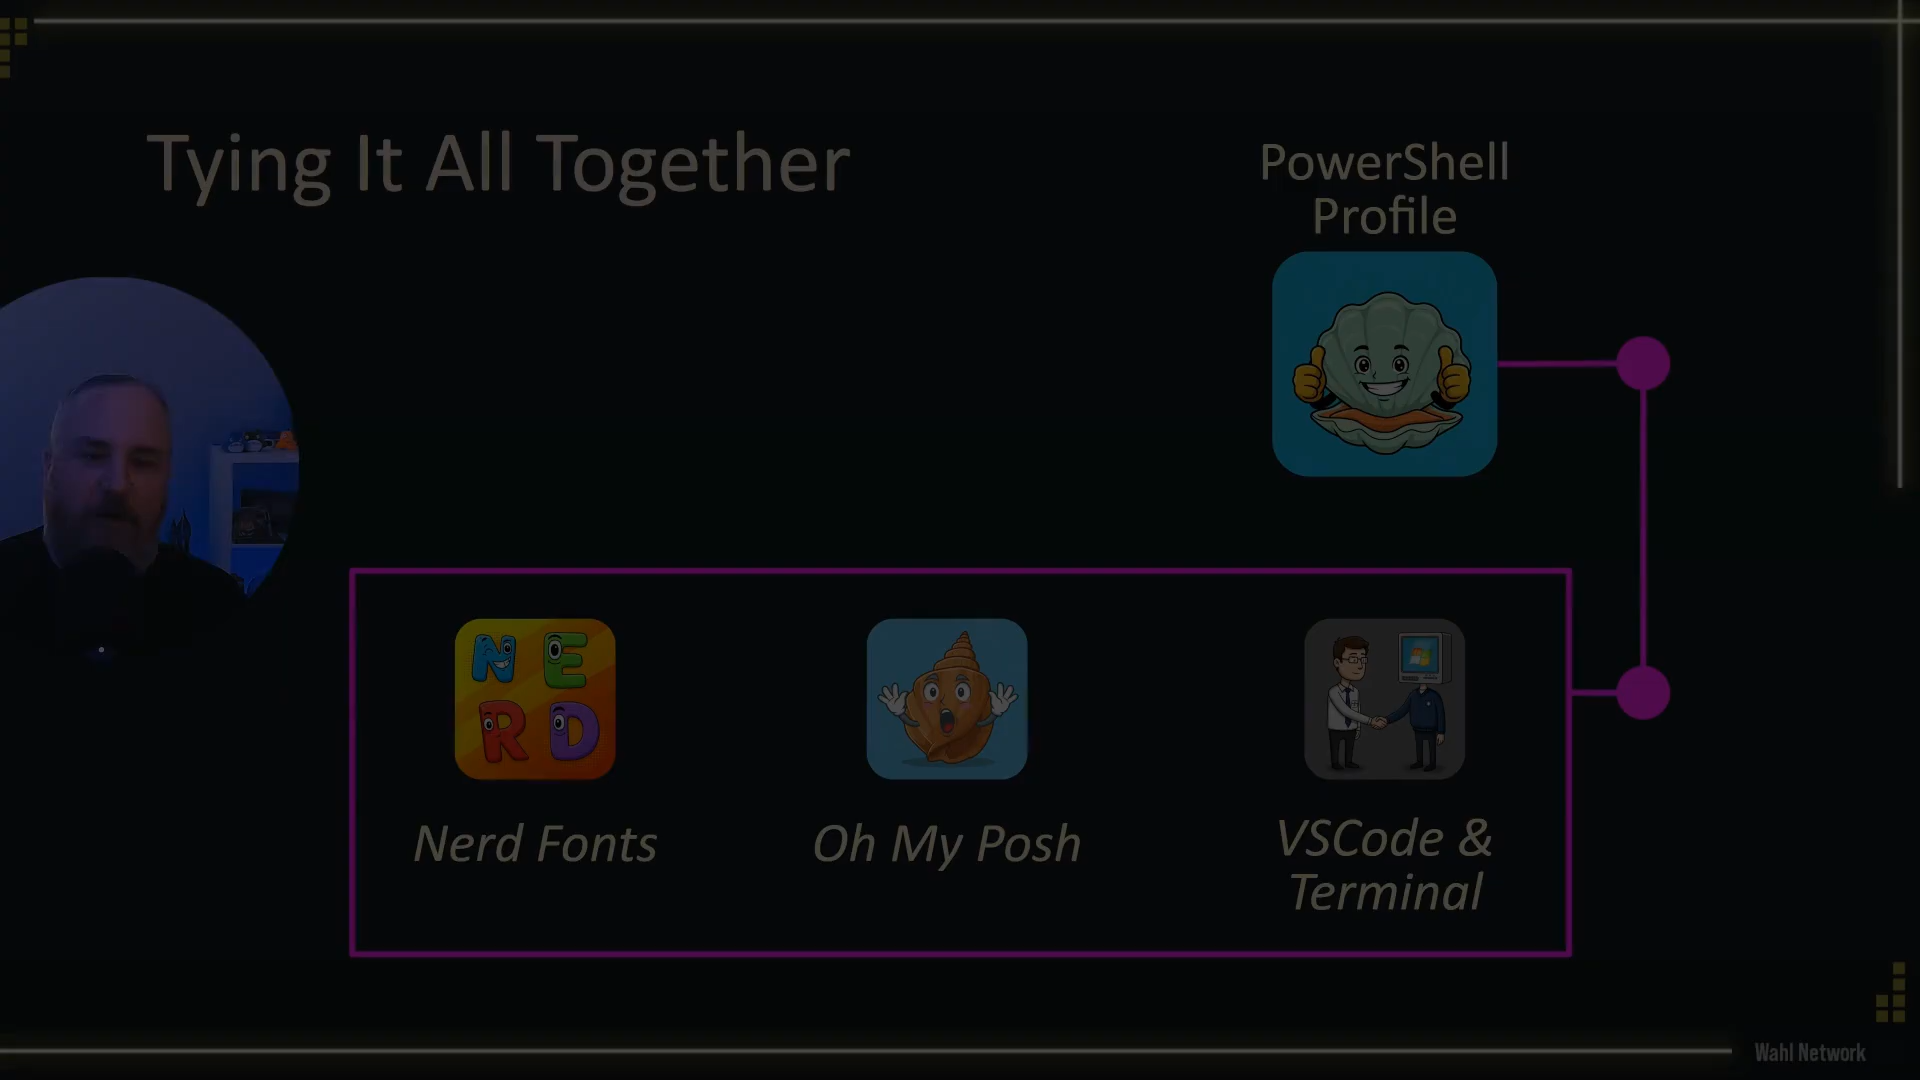 Tying It All Together
PowerShell
Profile
N E
R D
Nerd Fonts
Oh My Posh
VSCode &
Terminal
Wahl Network